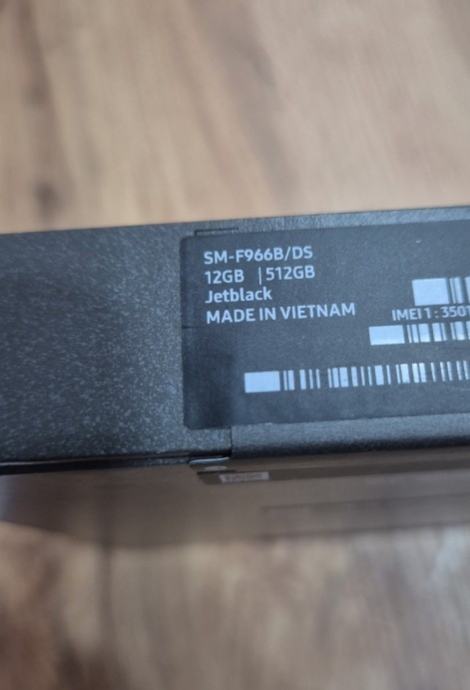 SM-F966B/DS
12GB | 512GB
Jetblack
MADE IN VIETNAM
IMEI 1 : 350